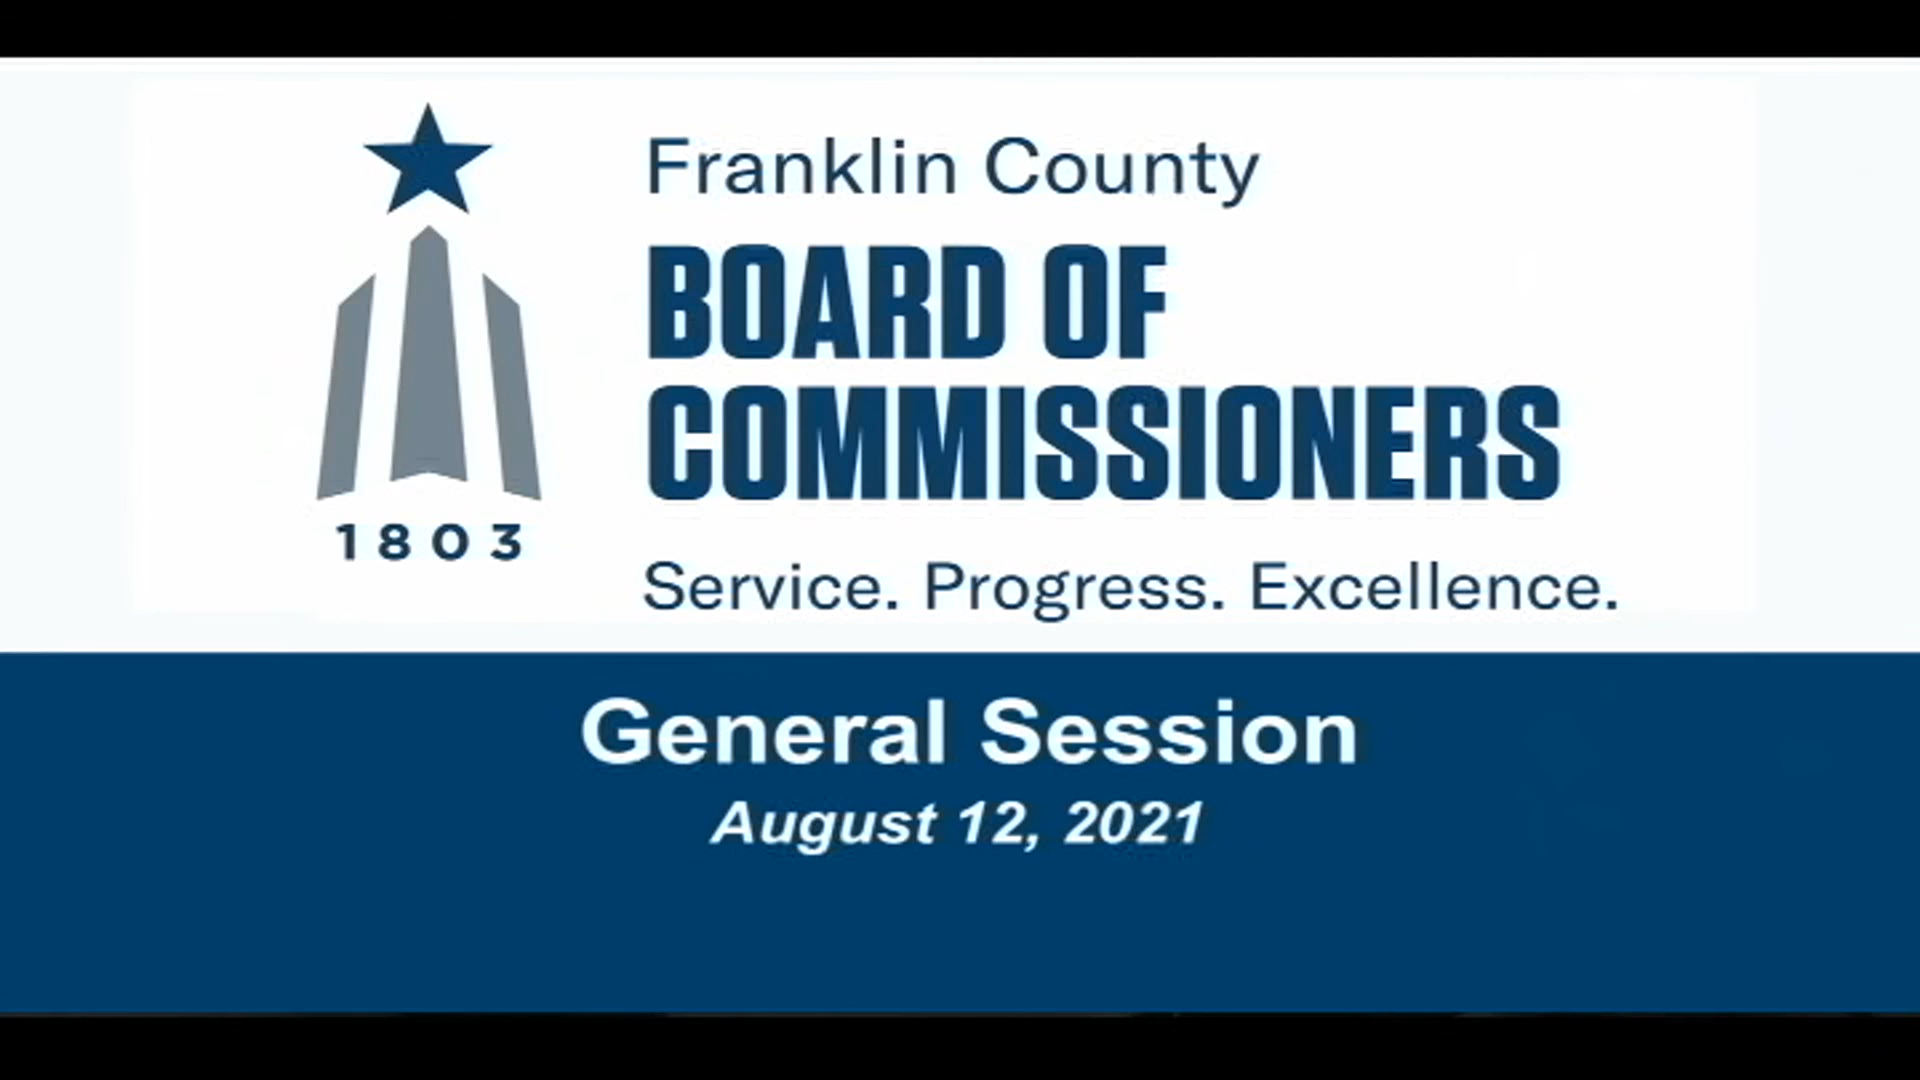 Franklin County
BOARD OF
COMMISSIONERS
1803
Service. Progress. Excellence.
General Session
August 12, 2021